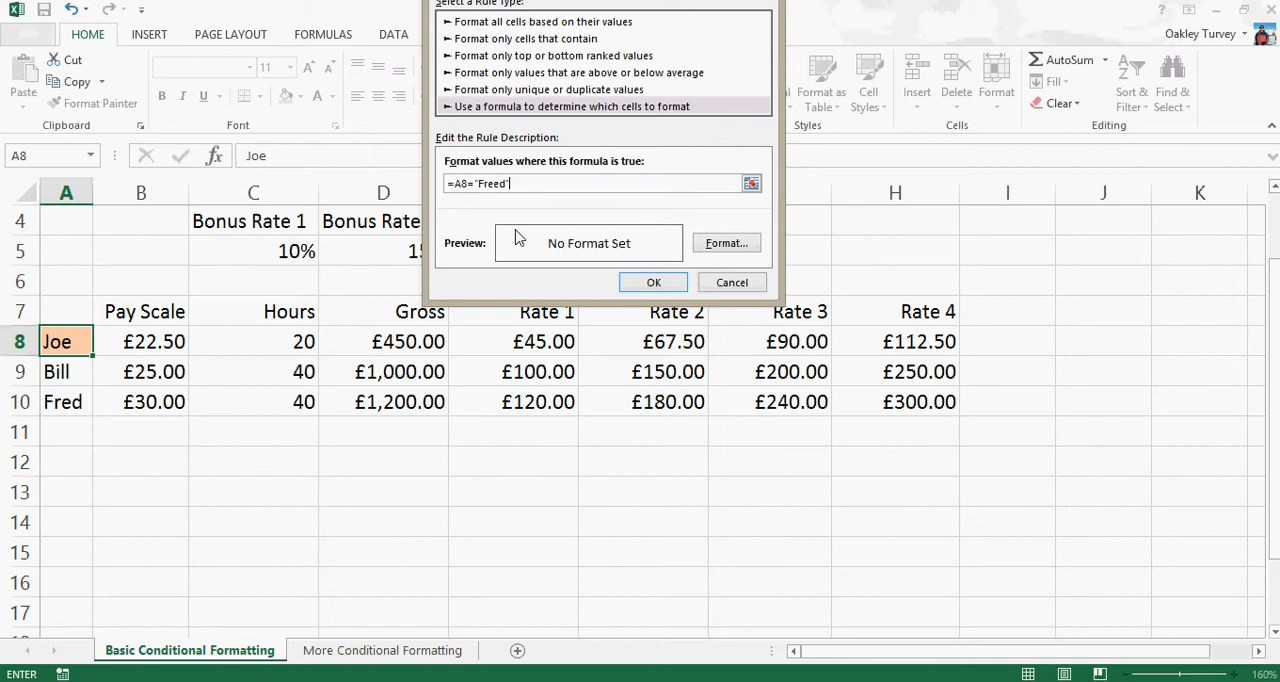 Select a Rule Type:
► Format all cells based on their values
► Format only cells that contain
► Format only top or bottom ranked values
► Format only values that are above or below average
► Format only unique or duplicate values
► Use a formula to determine which cells to format
Edit the Rule Description:
Format values where this formula is true:
=A8="Freed"
Preview: No Format Set Format...
OK Cancel
? Oakley Turvey
HOME INSERT PAGE LAYOUT FORMULAS DATA
Paste Cut Copy Format Painter
Clipboard
11 A A
B I U A
Font
Format as Table Cell Styles
Styles
Insert Delete Format
Cells
AutoSum Fill Clear Sort & Filter Find & Select
Editing
A8 fx Joe
A B C D H I J K
4 Bonus Rate 1 Bonus Rate
5 10% 15
6
7 Pay Scale Hours Gross Rate 1 Rate 2 Rate 3 Rate 4
8 Joe £22.50 20 £450.00 £45.00 £67.50 £90.00 £112.50
9 Bill £25.00 40 £1,000.00 £100.00 £150.00 £200.00 £250.00
10 Fred £30.00 40 £1,200.00 £120.00 £180.00 £240.00 £300.00
11
12
13
14
15
16
17
Basic Conditional Formatting More Conditional Formatting
ENTER 160%